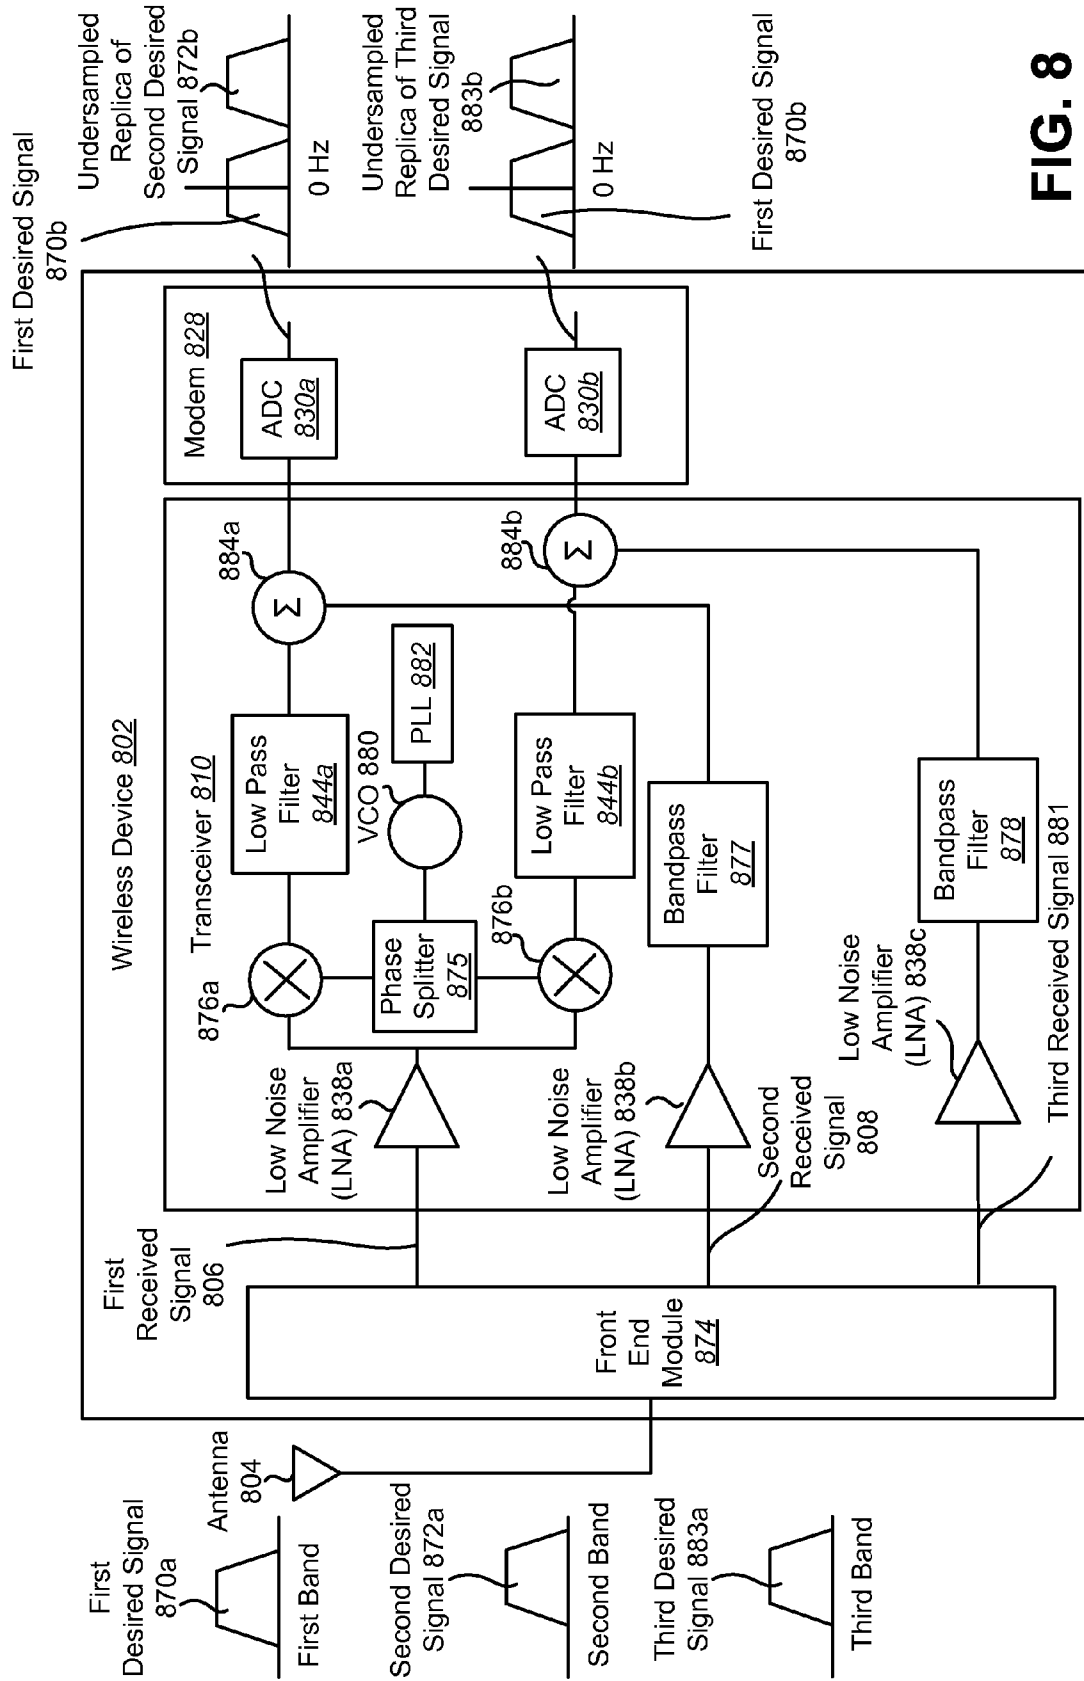 First
Desired Signal
870a
First Band
Second Desired
Signal 872a
Second Band
Third Desired
Signal 883a
Third Band
Antenna
804
Wireless Device 802
First
Received
Signal
806
Front
End
Module
874
Transceiver 810
Low Noise
Amplifier
(LNA) 838a
Low Noise
Amplifier
(LNA) 838b
Second
Received
Signal
808
Low Noise
Amplifier
(LNA) 838c
Third Received Signal 881
876a
Phase
Splitter
875
876b
VCO 880
PLL 882
Low Pass
Filter
844a
Low Pass
Filter
844b
Bandpass
Filter
877
Bandpass
Filter
878
884a
Σ
884b
Σ
Modem 828
ADC
830a
ADC
830b
First Desired Signal
870b
Undersampled
Replica of
Second Desired
Signal 872b
0 Hz
Undersampled
Replica of Third
Desired Signal
883b
0 Hz
First Desired Signal
870b
FIG. 8